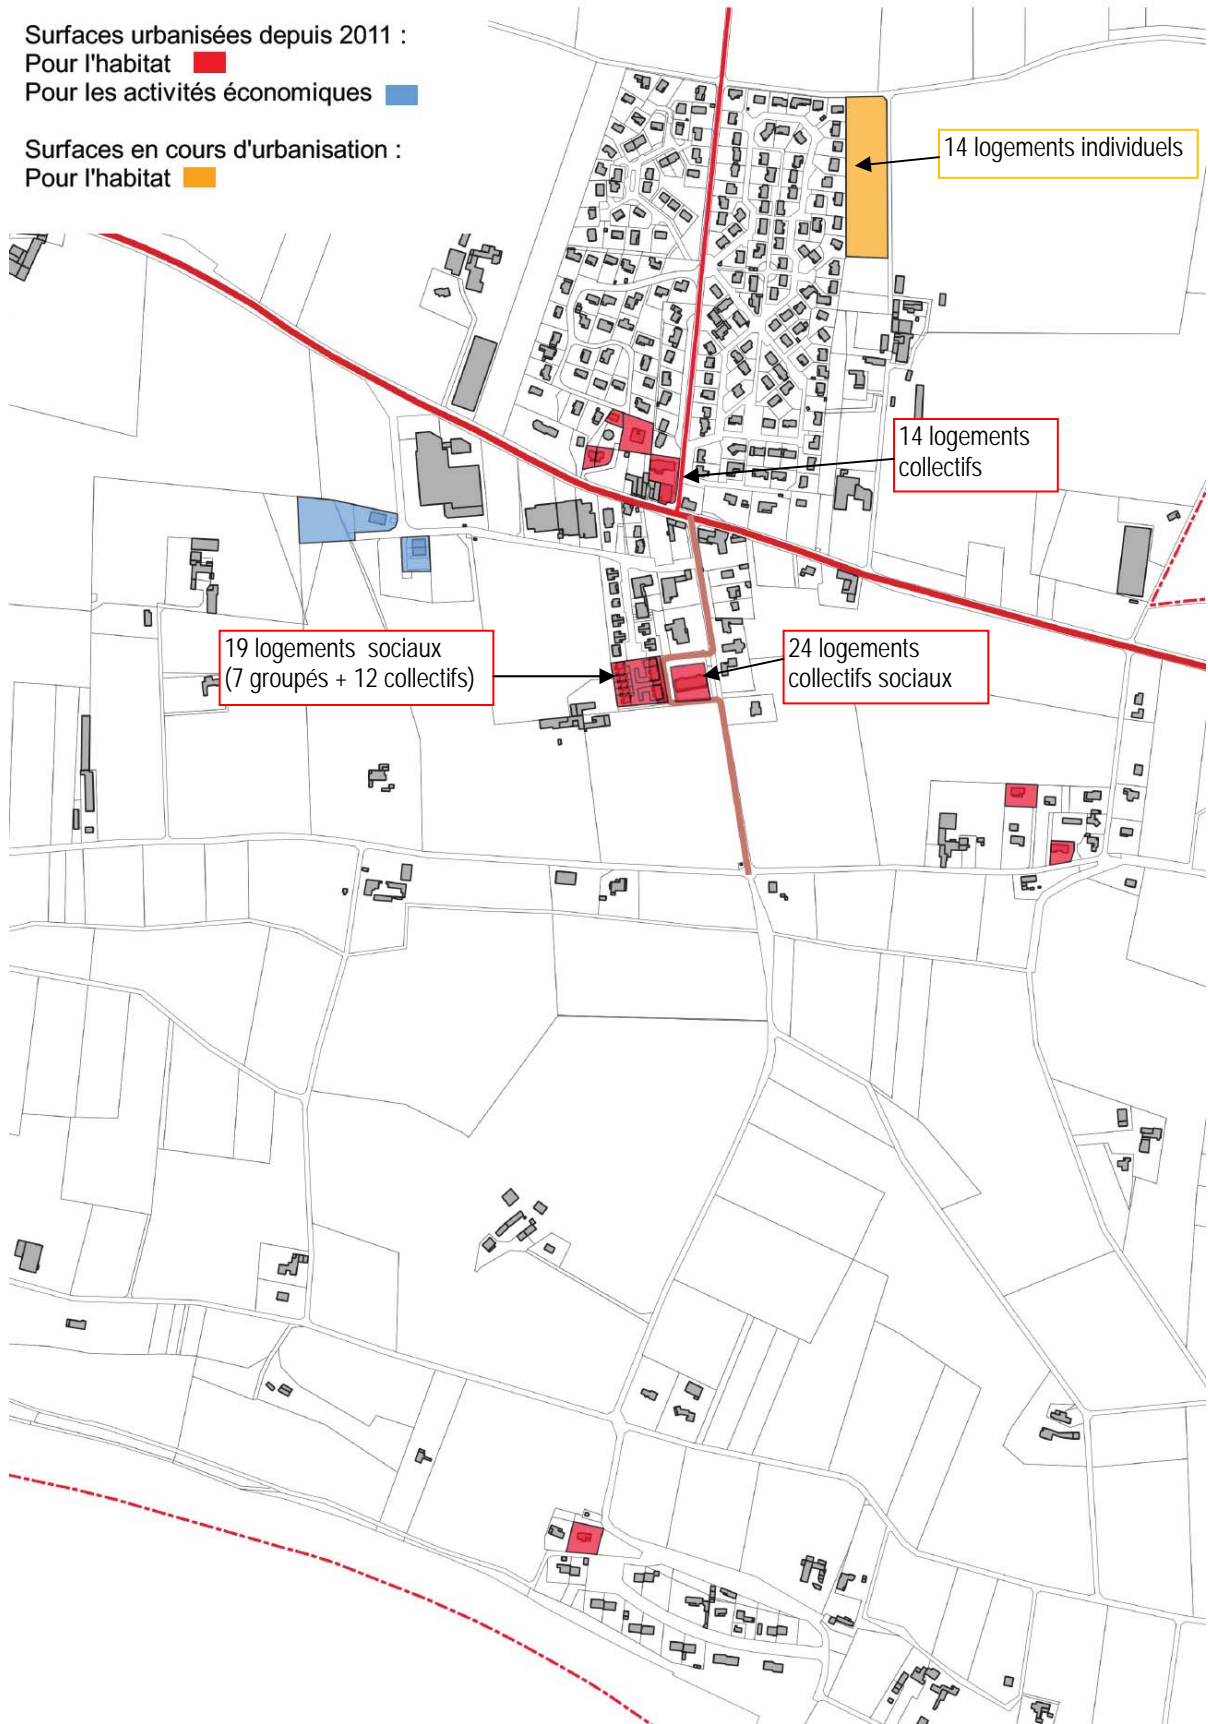 Surfaces urbanisées depuis 2011 :
Pour l'habitat
Pour les activités économiques
Surfaces en cours d'urbanisation :
Pour l'habitat
14 logements individuels
14 logements
collectifs
19 logements sociaux
(7 groupés + 12 collectifs)
24 logements
collectifs sociaux